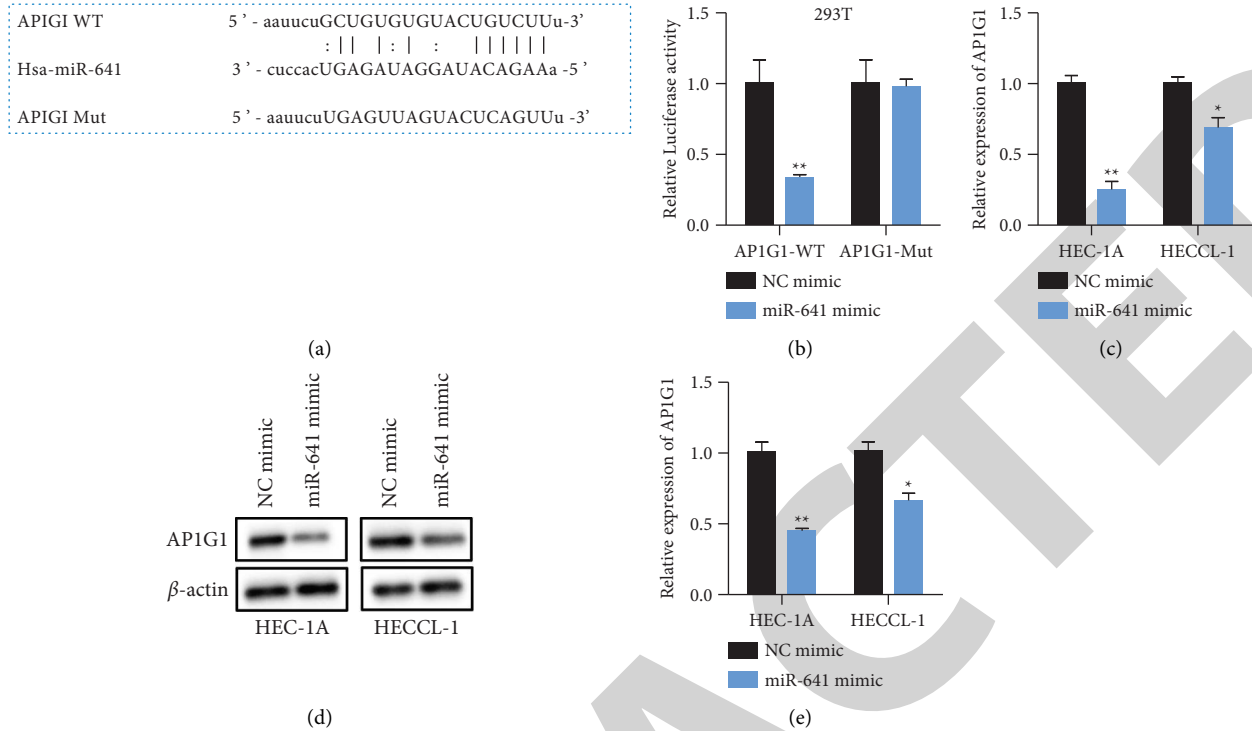 APIGI WT 5 ' - aauucuGCUGUGUGUACUGUCUUu-3'
: | | | : | : | | | | | |
Hsa-miR-641 3 ' - cuccacUGAGAUAGGAUACAGAAa -5 '
APIGI Mut 5 ' - aauucuUGAGUUAGUACUCAGUUu -3'
(a)
293T
Relative Luciferase activity
1.5
1.0
0.5
0.0
**
AP1G1-WT AP1G1-Mut
NC mimic
miR-641 mimic
(b)
Relative expression of AP1G1
1.5
1.0
0.5
0.0
**
*
HEC-1A HECCL-1
NC mimic
miR-641 mimic
(c)
NC mimic
miR-641 mimic
NC mimic
miR-641 mimic
AP1G1
β-actin
HEC-1A HECCL-1
(d)
Relative expression of AP1G1
1.5
1.0
0.5
0.0
**
*
HEC-1A HECCL-1
NC mimic
miR-641 mimic
(e)